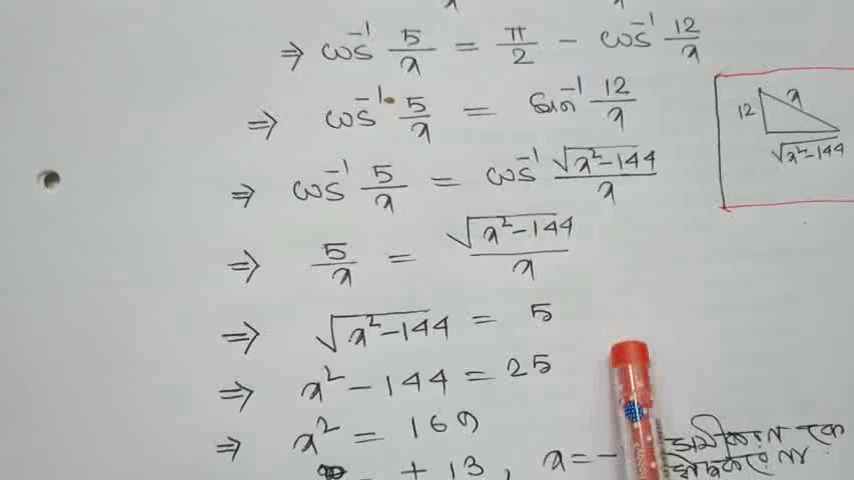 ⇒ cos⁻¹ 5/x = π/2 − cos⁻¹ 12/x
⇒ cos⁻¹ 5/x = sin⁻¹ 12/x
12 x √x²−144
⇒ cos⁻¹ 5/x = cos⁻¹ √x²−144/x
⇒ 5/x = √x²−144/x
⇒ √x²−144 = 5
⇒ x² − 144 = 25
⇒ x² = 169
+ 13, x = −